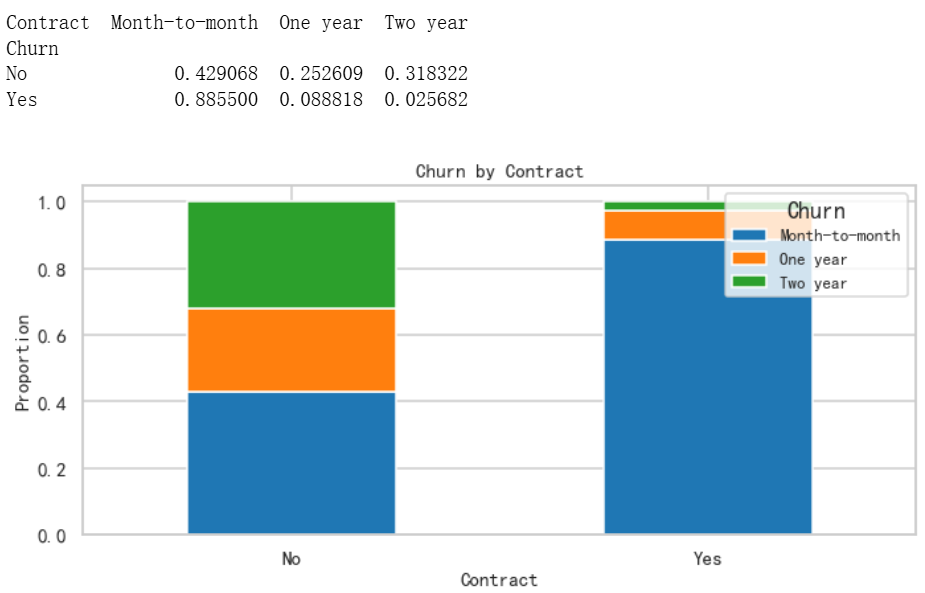 Contract  Month-to-month  One year  Two year
Churn
No  0.429068  0.252609  0.318322
Yes  0.885500  0.088818  0.025682
Churn by Contract
1.0
0.8
0.6
0.4
0.2
0.0
Proportion
Churn
Month-to-month
One year
Two year
No  Yes
Contract